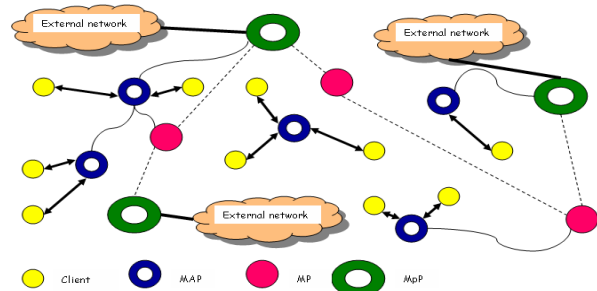 External network
External network
External network
Client
MAP
MP
MpP